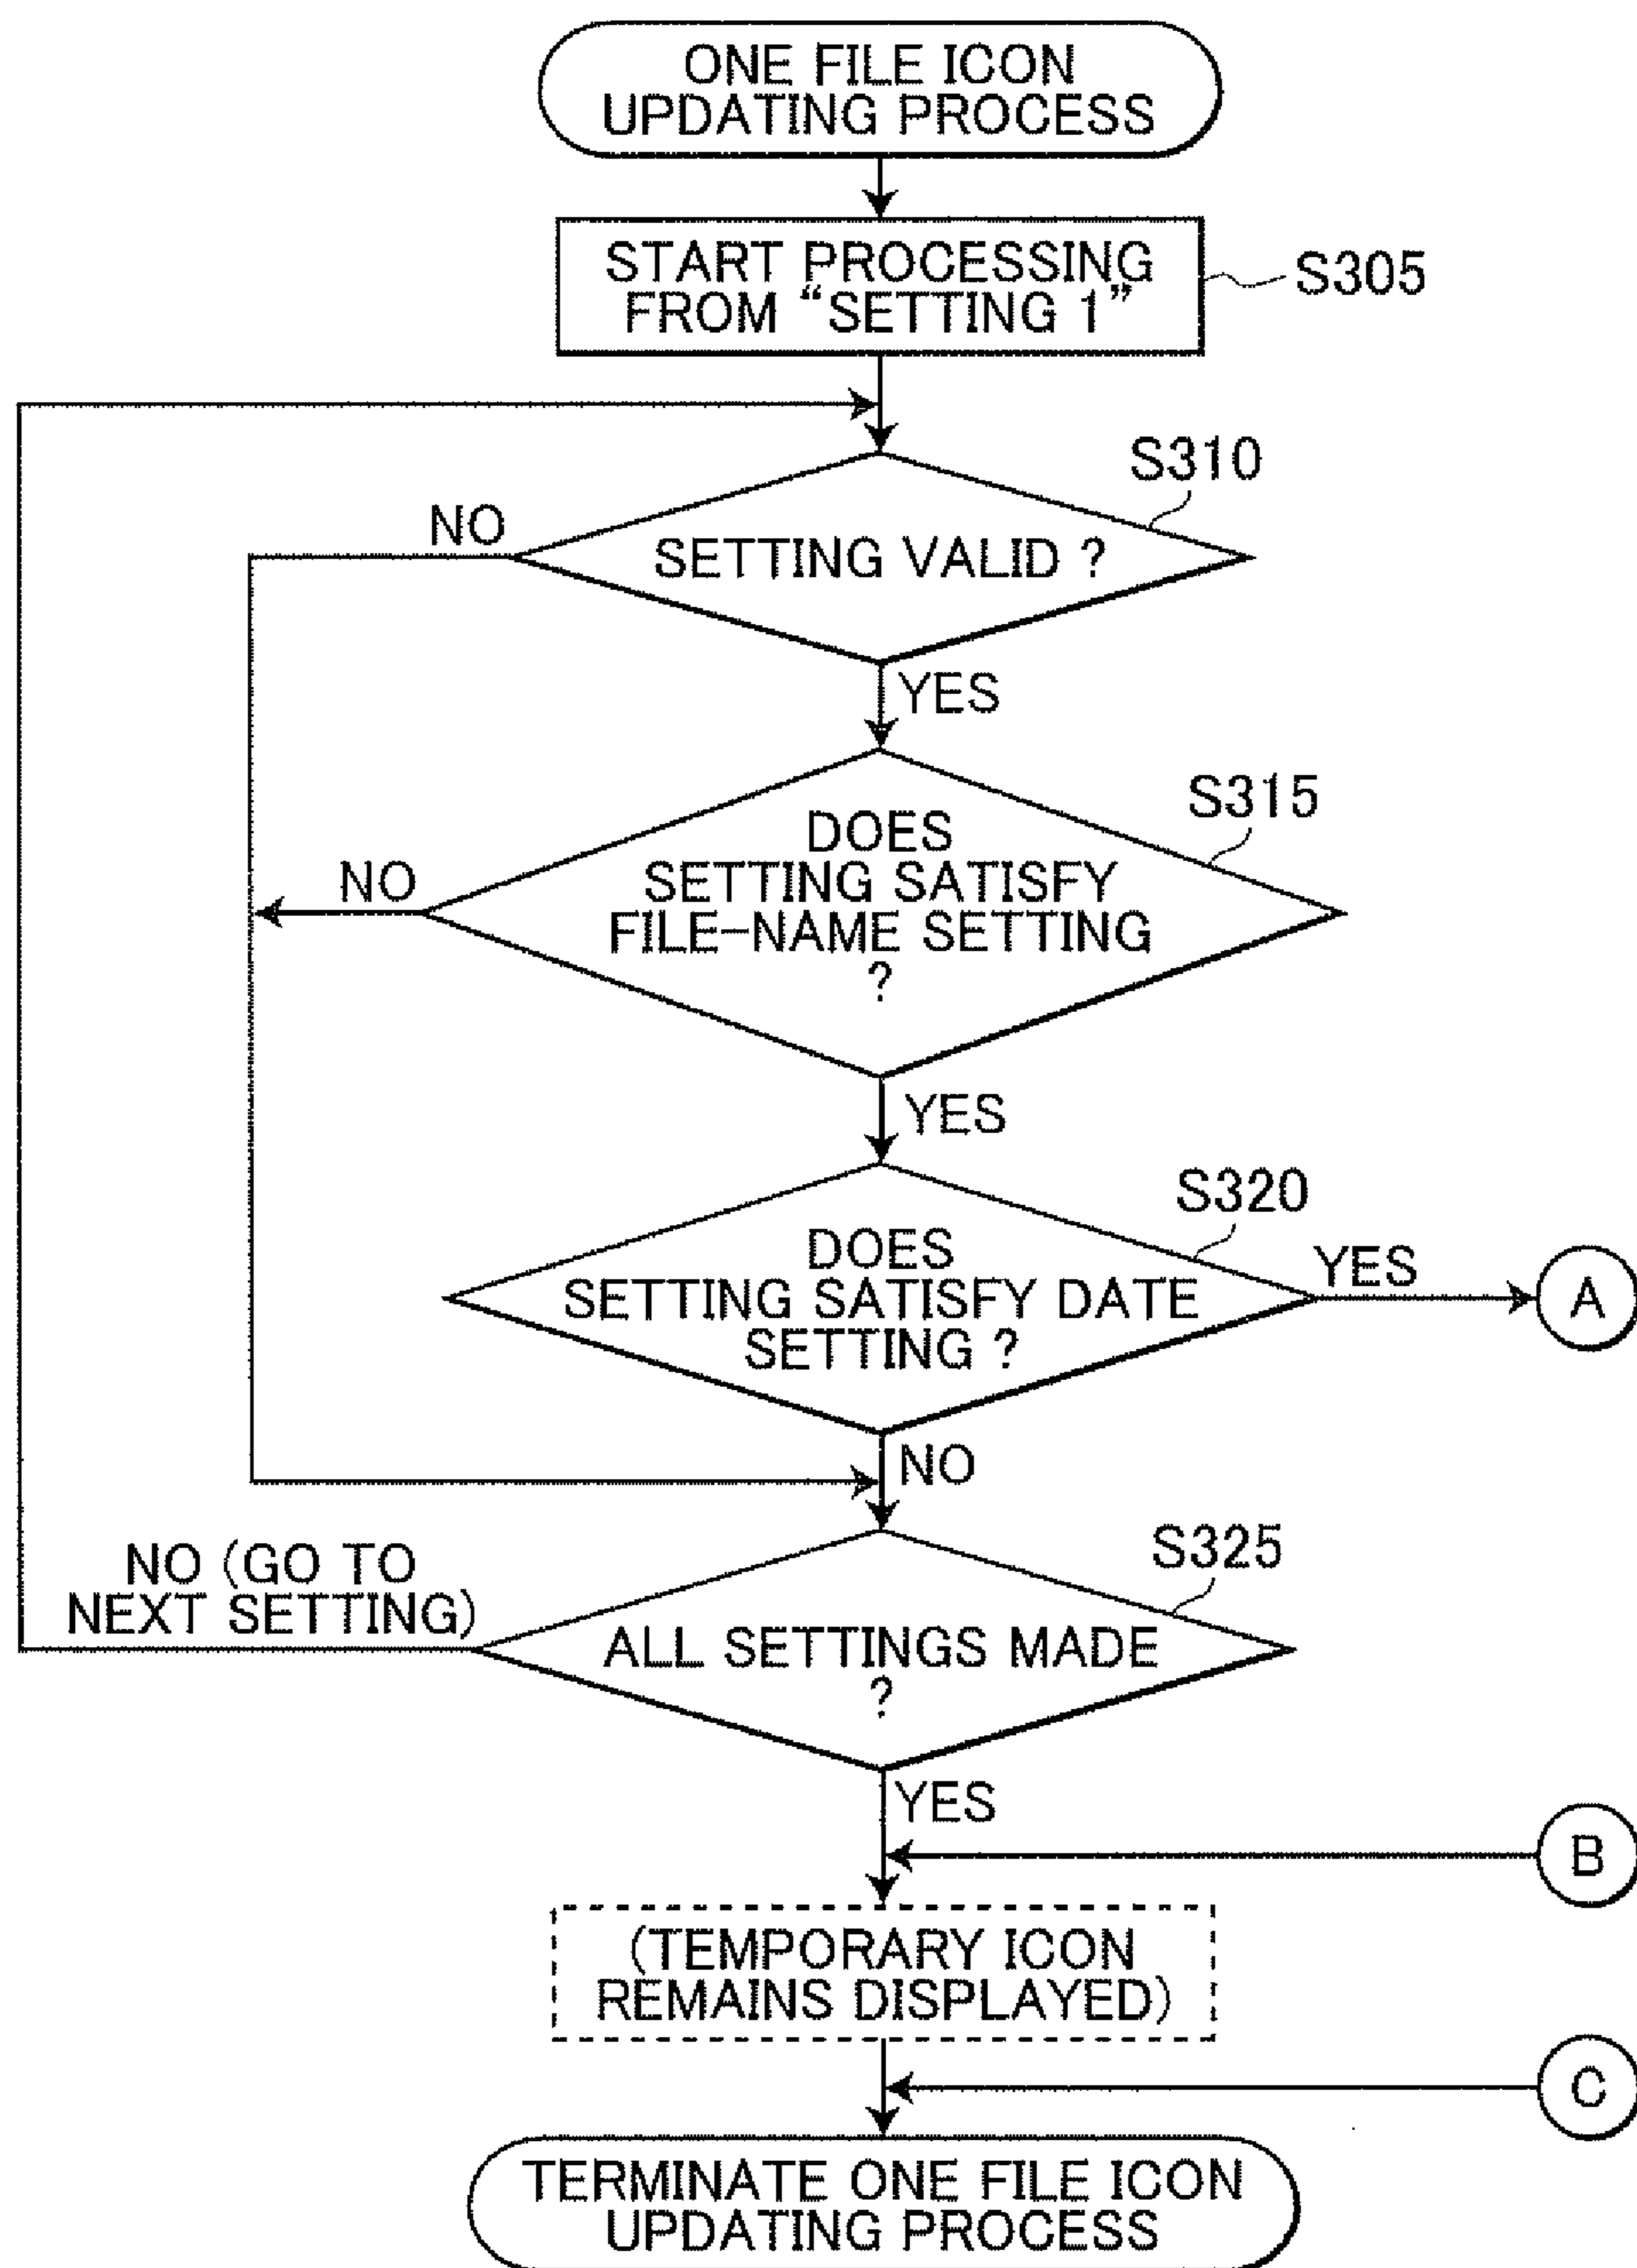 ONE FILE ICON
UPDATING PROCESS
START PROCESSING
FROM “SETTING 1”
S305
S310
NO
SETTING VALID ?
YES
S315
DOES
SETTING SATISFY
FILE-NAME SETTING
?
NO
YES
S320
DOES
SETTING SATISFY DATE
SETTING ?
YES
A
NO
S325
NO (GO TO
NEXT SETTING)
ALL SETTINGS MADE
?
YES
B
(TEMPORARY ICON
REMAINS DISPLAYED)
C
TERMINATE ONE FILE ICON
UPDATING PROCESS